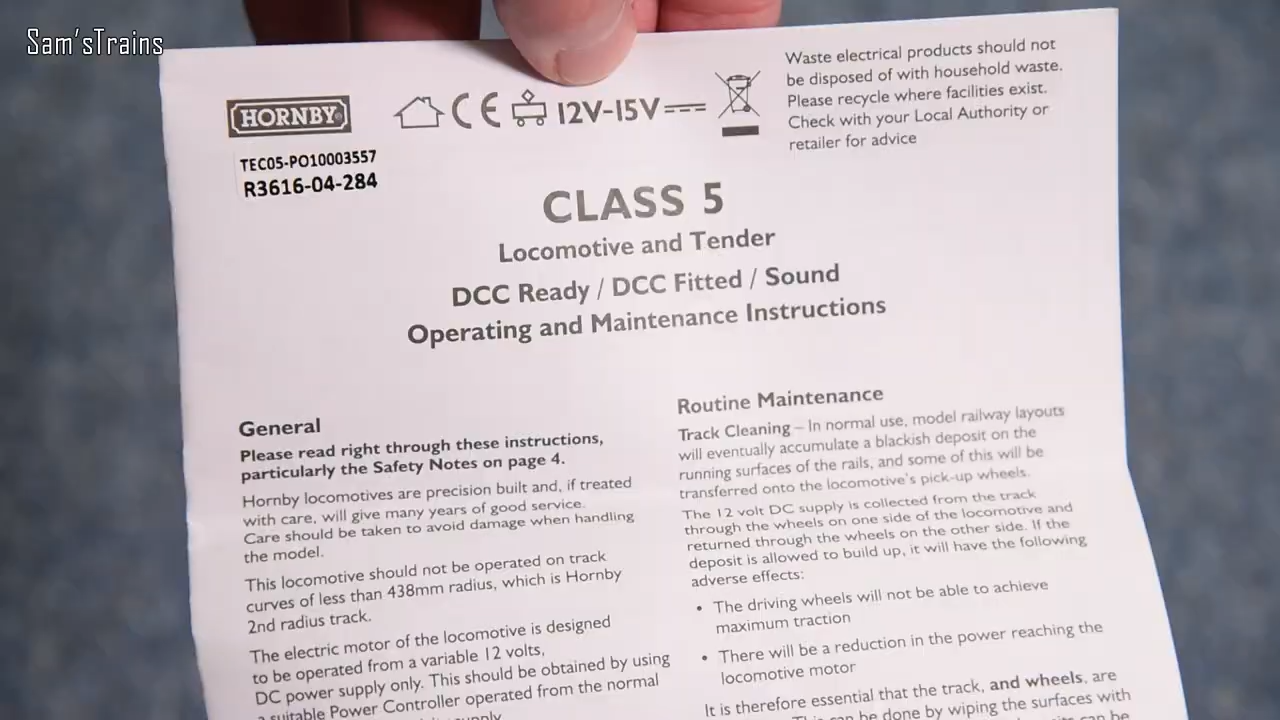 Sam'sTrains
HORNBY
TEC05-PO10003557
R3616-04-284
12V-15V
Waste electrical products should not
be disposed of with household waste.
Please recycle where facilities exist.
Check with your Local Authority or
retailer for advice
CLASS 5
Locomotive and Tender
DCC Ready / DCC Fitted / Sound
Operating and Maintenance Instructions
General
Please read right through these instructions,
particularly the Safety Notes on page 4.
Hornby locomotives are precision built and, if treated
with care, will give many years of good service.
Care should be taken to avoid damage when handling
the model.
This locomotive should not be operated on track
curves of less than 438mm radius, which is Hornby
2nd radius track.
The electric motor of the locomotive is designed
to be operated from a variable 12 volts,
DC power supply only. This should be obtained by using
a suitable Power Controller operated from the normal
supply
Routine Maintenance
Track Cleaning – In normal use, model railway layouts
will eventually accumulate a blackish deposit on the
running surfaces of the rails, and some of this will be
transferred onto the locomotive's pick-up wheels.
The 12 volt DC supply is collected from the track
through the wheels on one side of the locomotive and
returned through the wheels on the other side. If the
deposit is allowed to build up, it will have the following
adverse effects:
• The driving wheels will not be able to achieve
maximum traction
• There will be a reduction in the power reaching the
locomotive motor
It is therefore essential that the track, and wheels, are
can be done by wiping the surfaces with
can be